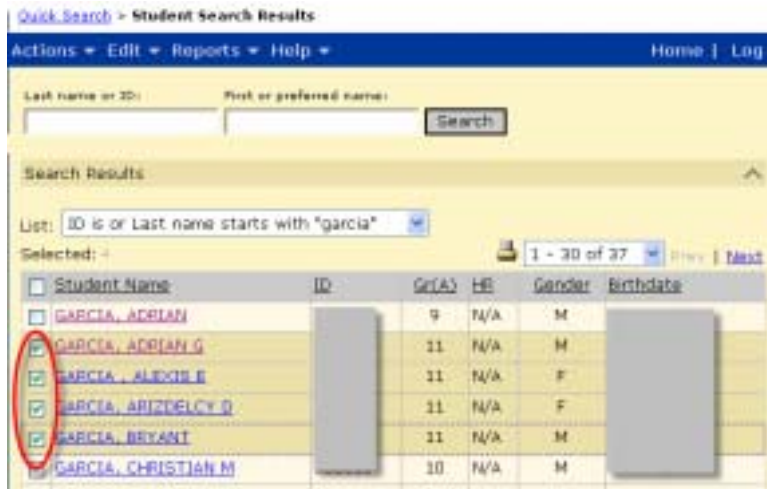 Quick Search > Student Search Results
Actions Edit Reports Help Home | Log
Last name or ID: First or preferred name:
Search
Search Results
List: ID is or Last name starts with "garcia"
Selected: 4 1 - 30 of 37 Prev | Next
Student Name ID Gr(A) HR Gender Birthdate
GARCIA, ADRIAN 9 N/A M
GARCIA, ADRIAN G 11 N/A M
GARCIA , ALEXIS E 11 N/A F
GARCIA, ARIZDELCY D 11 N/A F
GARCIA, BRYANT 11 N/A M
GARCIA, CHRISTIAN M 10 N/A M